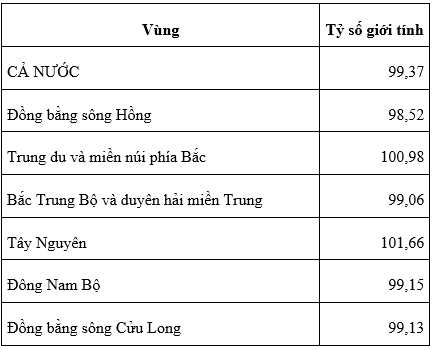 Vùng Tỷ số giới tính
CẢ NƯỚC 99,37
Đồng bằng sông Hồng 98,52
Trung du và miền núi phía Bắc 100,98
Bắc Trung Bộ và duyên hải miền Trung 99,06
Tây Nguyên 101,66
Đông Nam Bộ 99,15
Đồng bằng sông Cửu Long 99,13